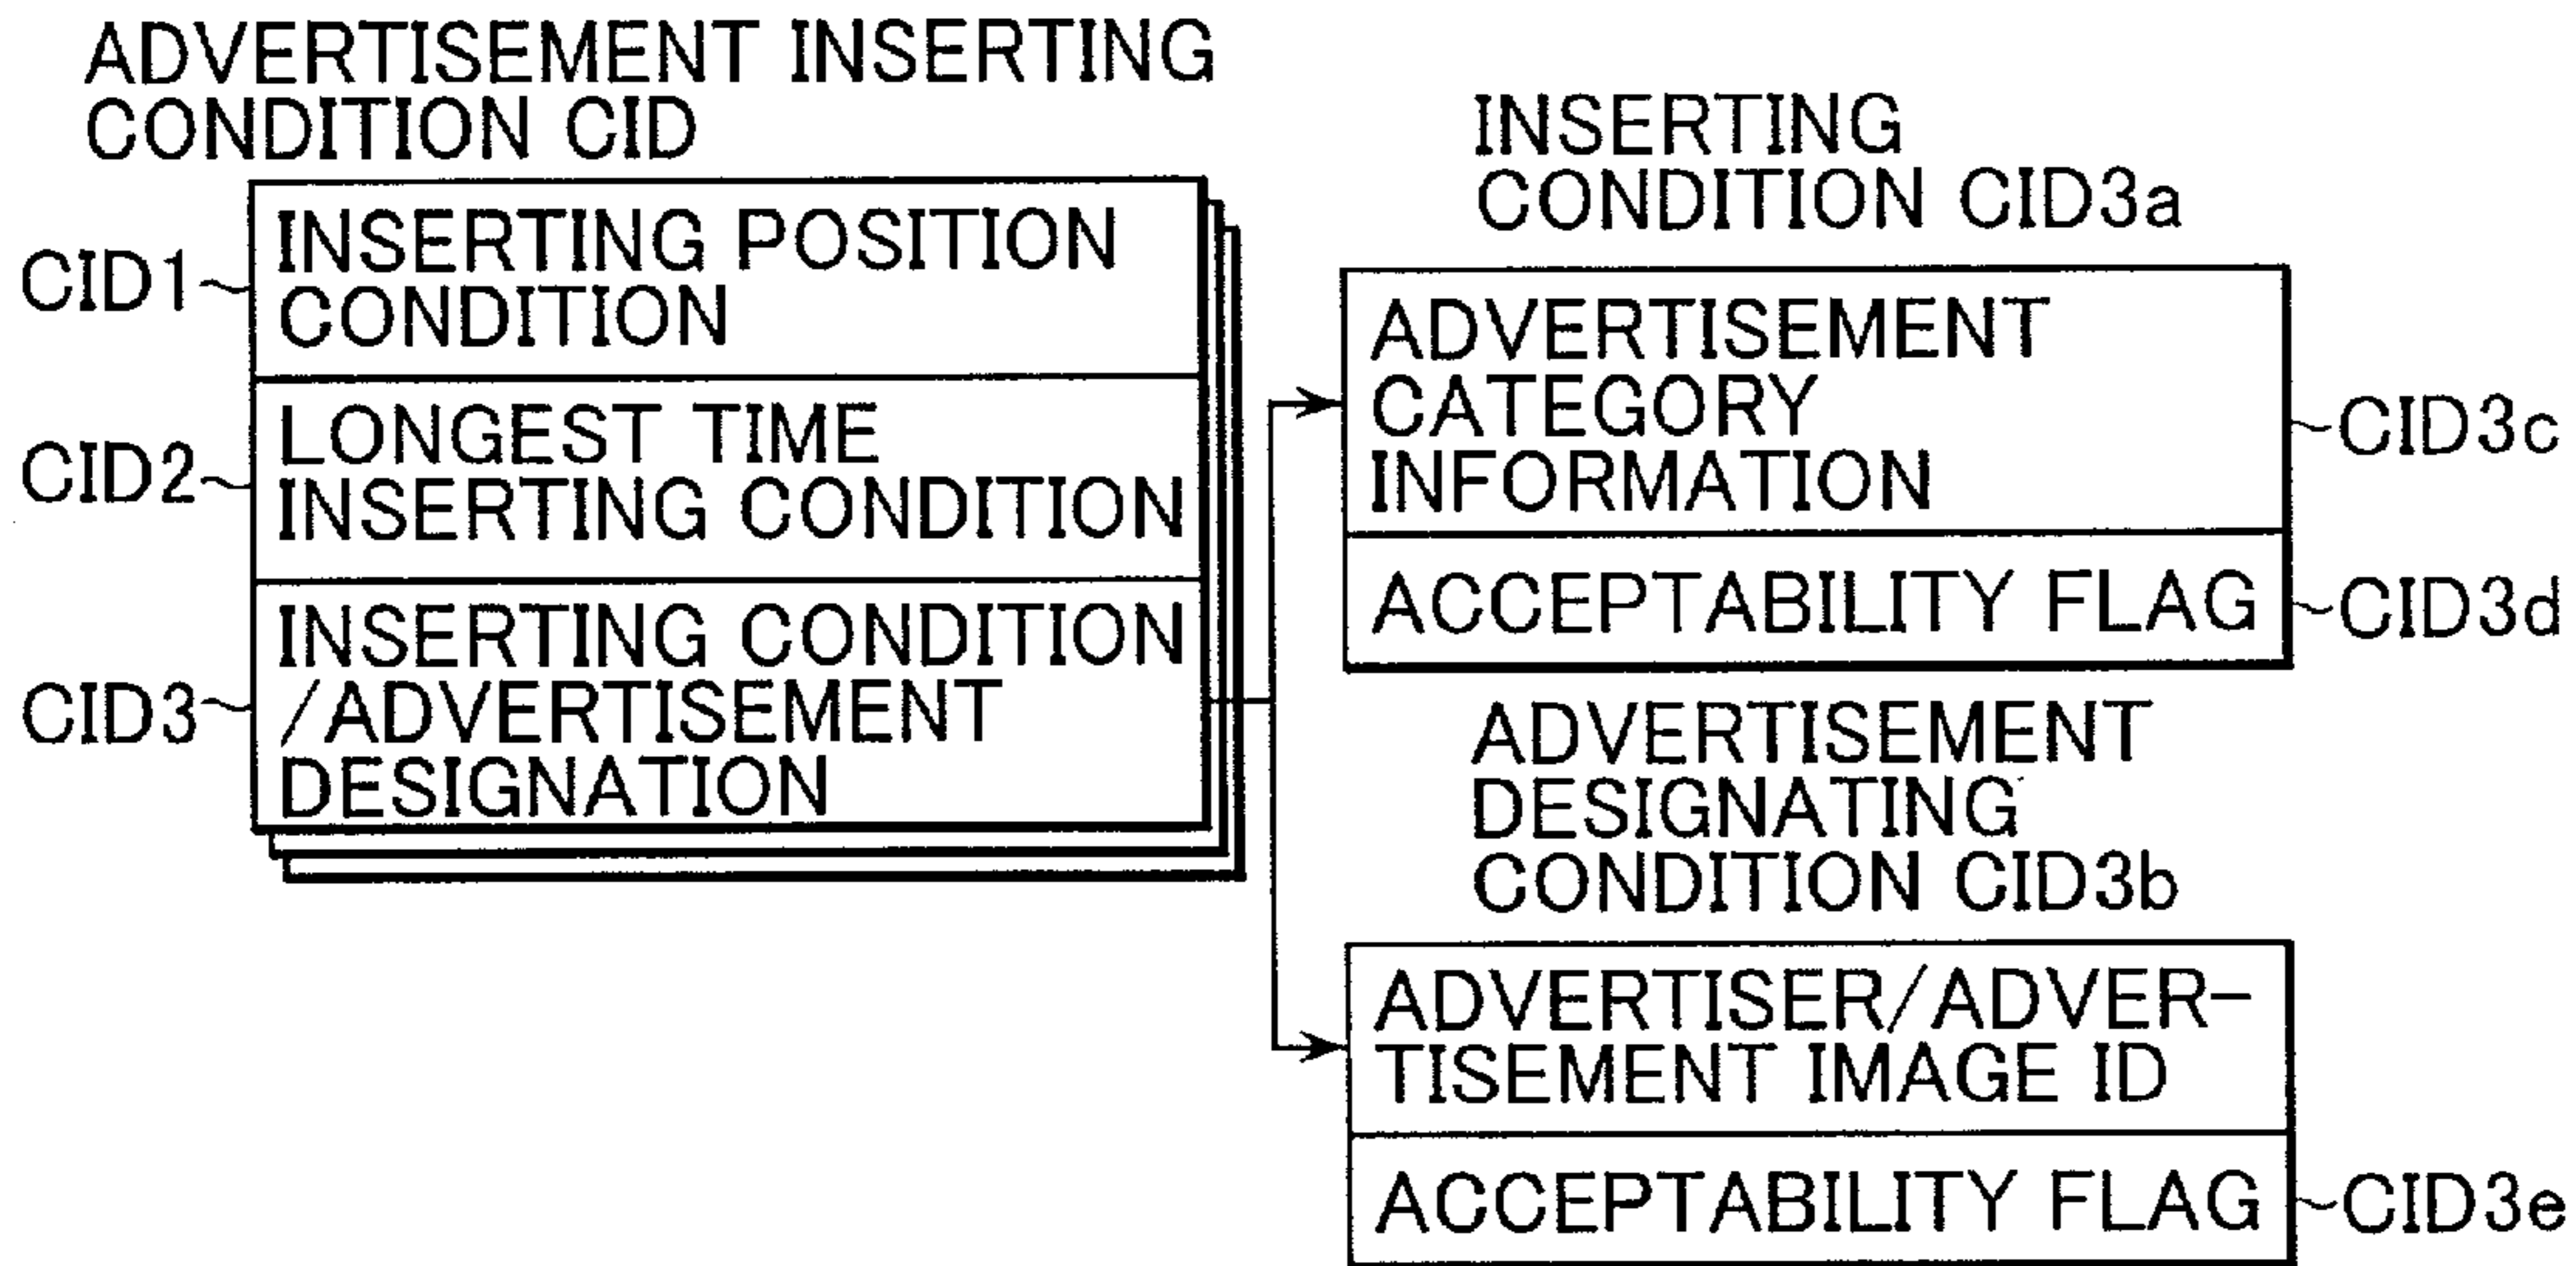 ADVERTISEMENT INSERTING
CONDITION CID
CID1
INSERTING POSITION
CONDITION
CID2
LONGEST TIME
INSERTING CONDITION
CID3
INSERTING CONDITION
/ADVERTISEMENT
DESIGNATION
INSERTING
CONDITION CID3a
ADVERTISEMENT
CATEGORY
INFORMATION
CID3c
ACCEPTABILITY FLAG
CID3d
ADVERTISEMENT
DESIGNATING
CONDITION CID3b
ADVERTISER/ADVER-
TISEMENT IMAGE ID
ACCEPTABILITY FLAG
CID3e